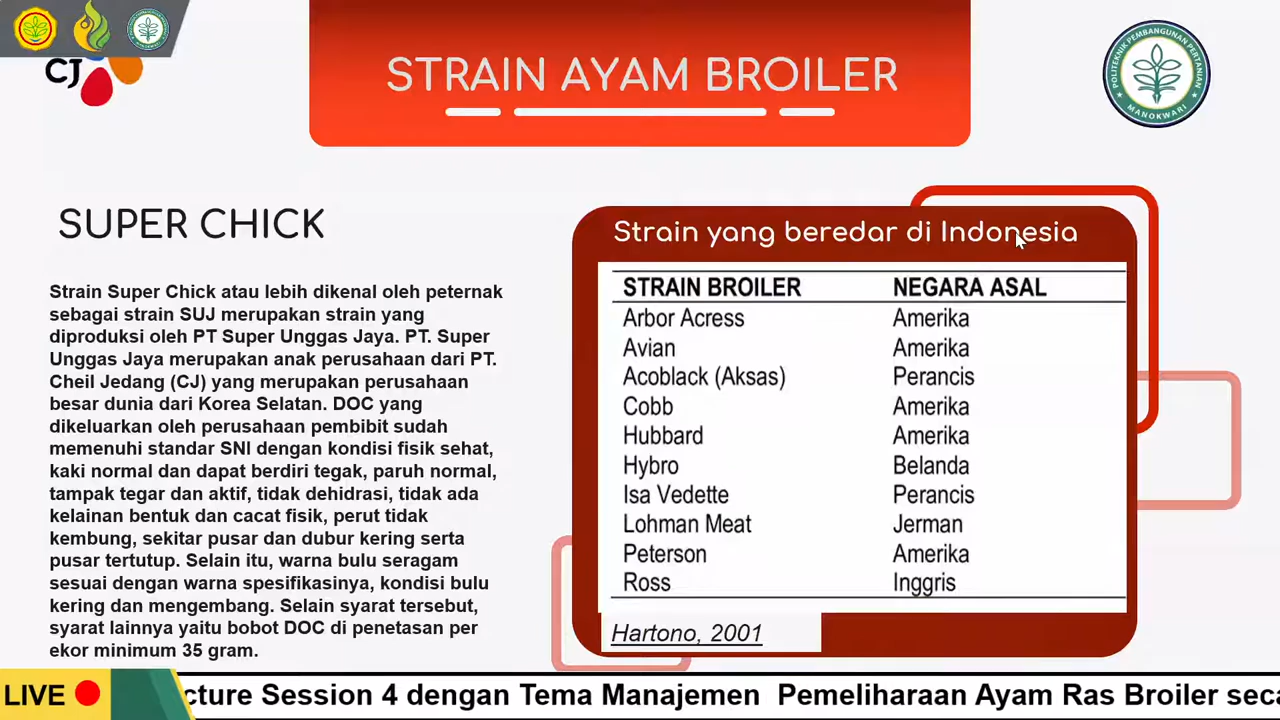 CJ
STRAIN AYAM BROILER
POLITEKNIK PEMBANGUNAN PERTANIAN
MANOKWARI
SUPER CHICK
Strain Super Chick atau lebih dikenal oleh peternak
sebagai strain SUJ merupakan strain yang
diproduksi oleh PT Super Unggas Jaya. PT. Super
Unggas Jaya merupakan anak perusahaan dari PT.
Cheil Jedang (CJ) yang merupakan perusahaan
besar dunia dari Korea Selatan. DOC yang
dikeluarkan oleh perusahaan pembibit sudah
memenuhi standar SNI dengan kondisi fisik sehat,
kaki normal dan dapat berdiri tegak, paruh normal,
tampak tegar dan aktif, tidak dehidrasi, tidak ada
kelainan bentuk dan cacat fisik, perut tidak
kembung, sekitar pusar dan dubur kering serta
pusar tertutup. Selain itu, warna bulu seragam
sesuai dengan warna spesifikasinya, kondisi bulu
kering dan mengembang. Selain syarat tersebut,
syarat lainnya yaitu bobot DOC di penetasan per
ekor minimum 35 gram.
Strain yang beredar di Indonesia
STRAIN BROILER NEGARA ASAL
Arbor Acress Amerika
Avian Amerika
Acoblack (Aksas) Perancis
Cobb Amerika
Hubbard Amerika
Hybro Belanda
Isa Vedette Perancis
Lohman Meat Jerman
Peterson Amerika
Ross Inggris
Hartono, 2001
LIVE cture Session 4 dengan Tema Manajemen Pemeliharaan Ayam Ras Broiler seca